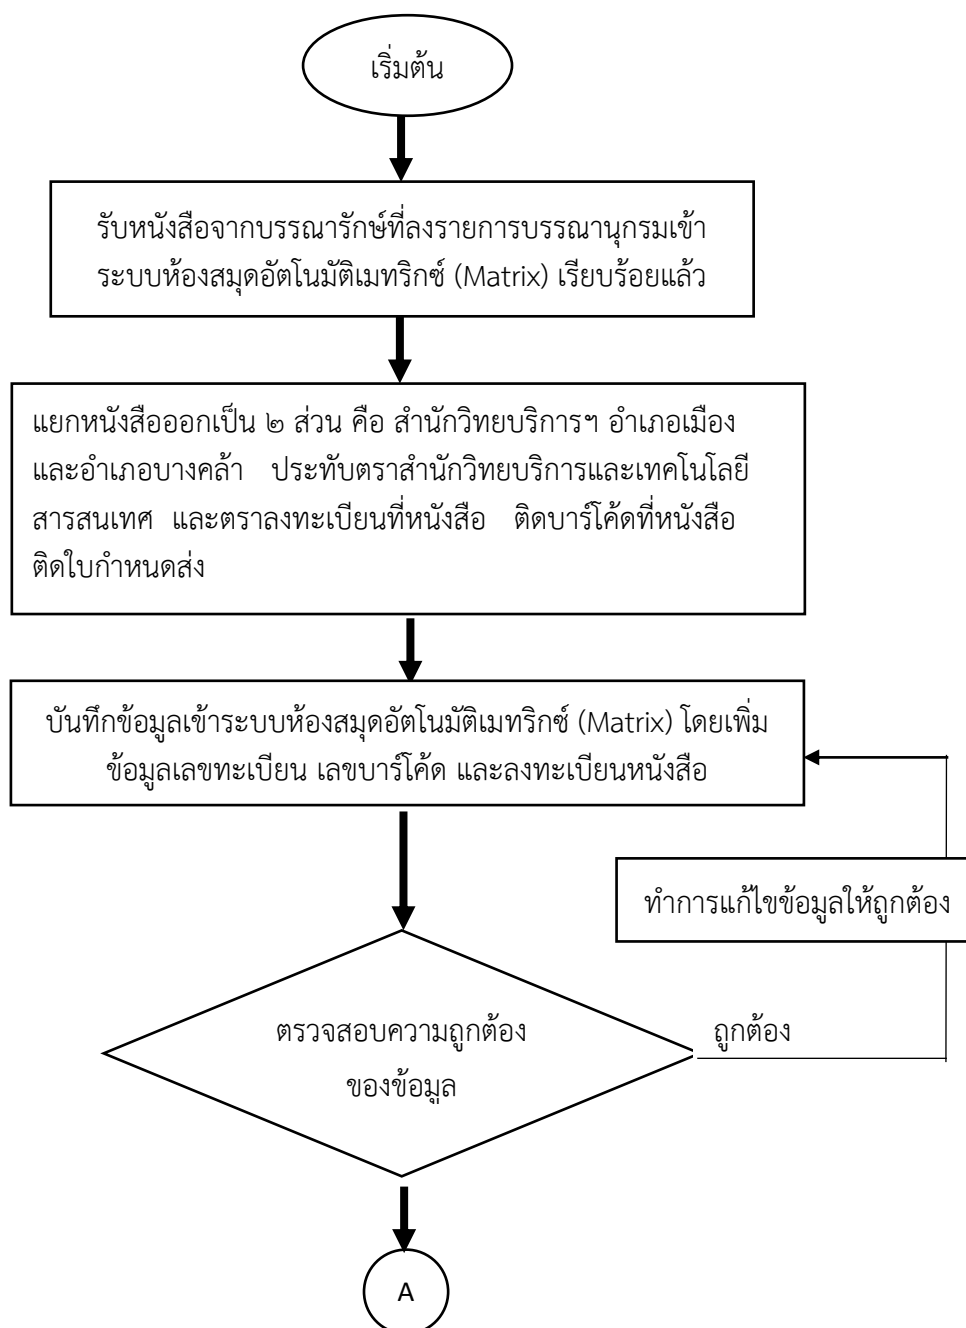 เริ่มต้น
รับหนังสือจากบรรณารักษ์ที่ลงรายการบรรณานุกรมเข้า
ระบบห้องสมุดอัตโนมัติเมทริกซ์ (Matrix) เรียบร้อยแล้ว
แยกหนังสือออกเป็น ๒ ส่วน คือ สำนักวิทยบริการฯ อำเภอเมือง
และอำเภอบางคล้า ประทับตราสำนักวิทยบริการและเทคโนโลยี
สารสนเทศ และตราลงทะเบียนที่หนังสือ ติดบาร์โค้ดที่หนังสือ
ติดใบกำหนดส่ง
บันทึกข้อมูลเข้าระบบห้องสมุดอัตโนมัติเมทริกซ์ (Matrix) โดยเพิ่ม
ข้อมูลเลขทะเบียน เลขบาร์โค้ด และลงทะเบียนหนังสือ
ทำการแก้ไขข้อมูลให้ถูกต้อง
ตรวจสอบความถูกต้อง
ของข้อมูล
ถูกต้อง
A